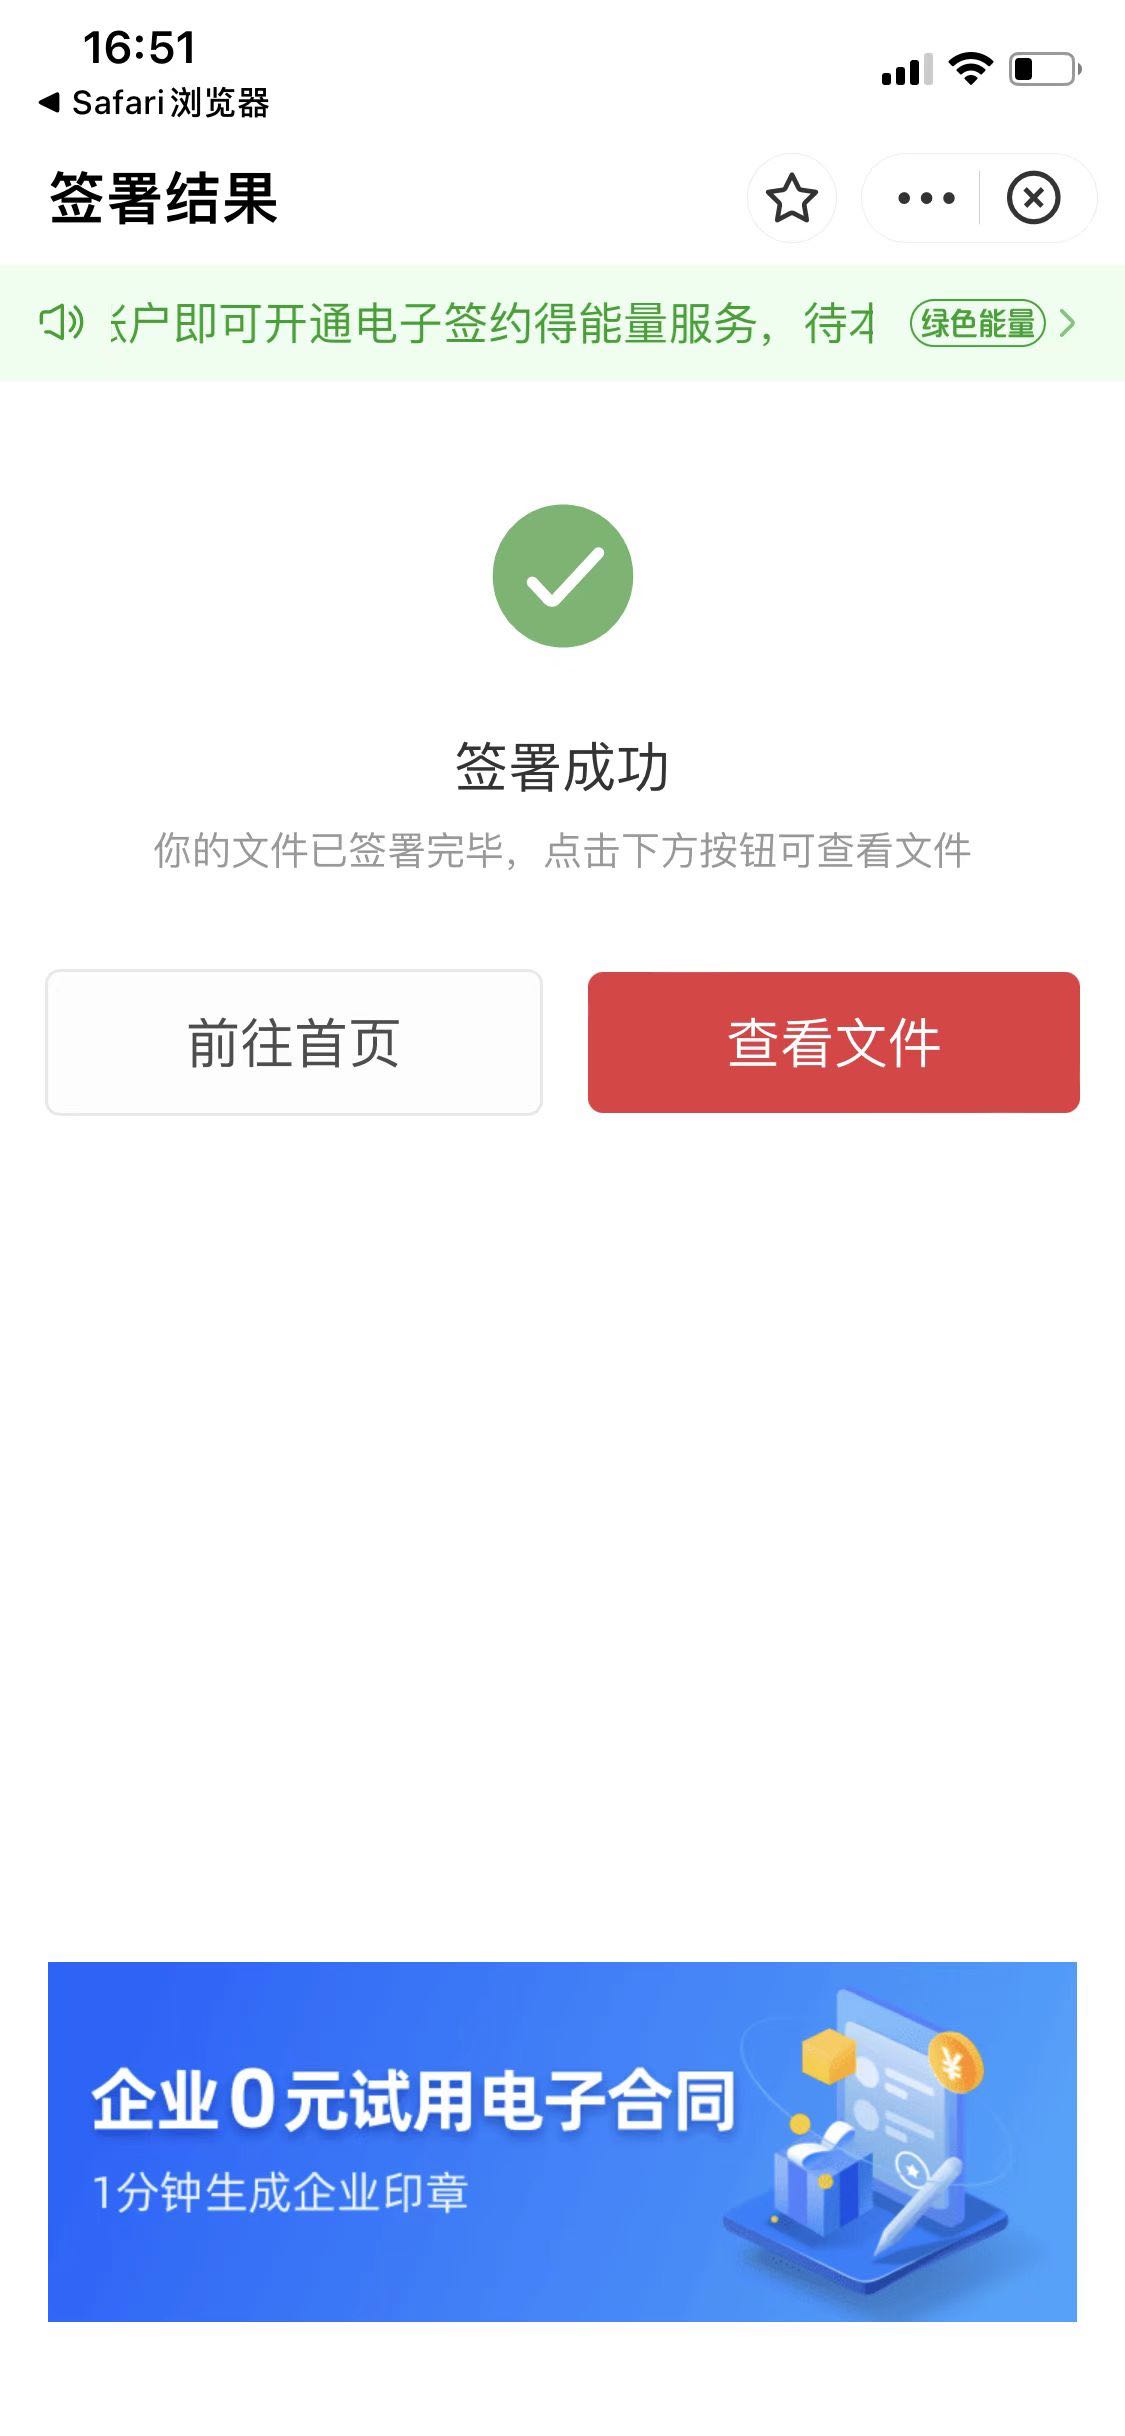 16:51
Safari浏览器
签署结果
户即可开通电子签约得能量服务，待
绿色能量
签署成功
你的文件已签署完毕，点击下方按钮可查看文件
前往首页
查看文件
企业0元试用电子合同
1分钟生成企业印章